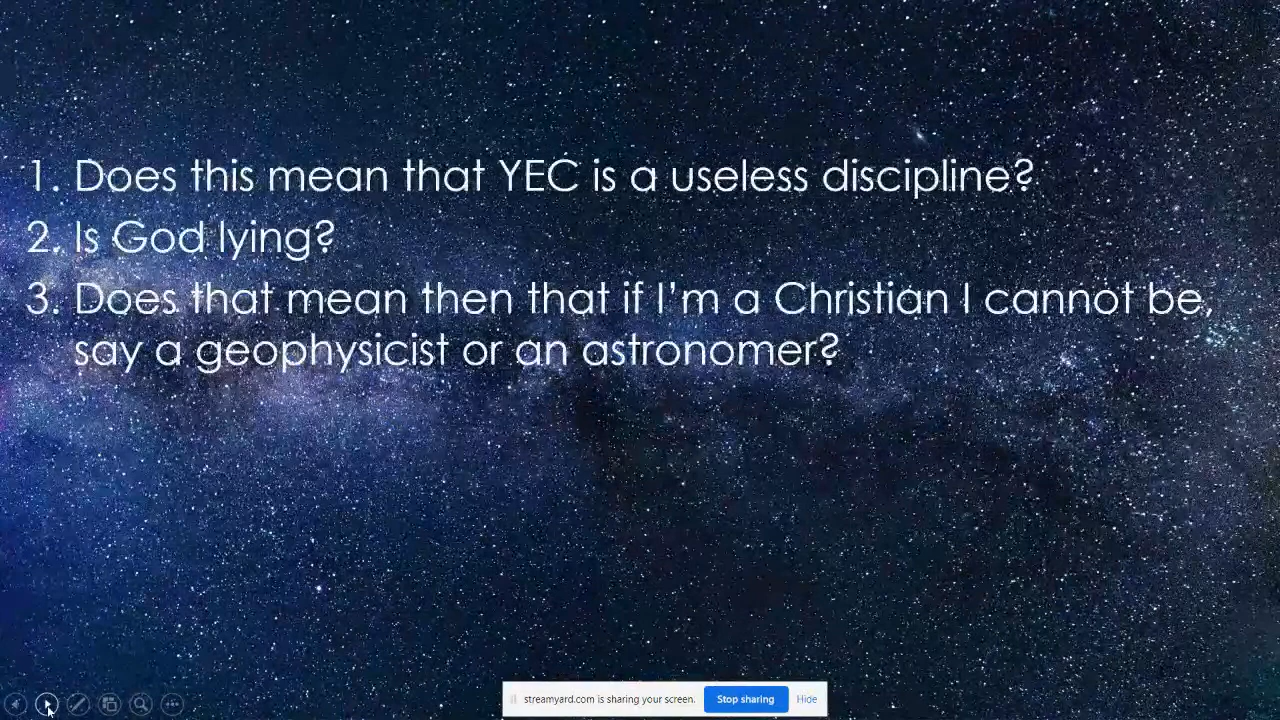 1. Does this mean that YEC is a useless discipline?
2. Is God lying?
3. Does that mean then that if I'm a Christian I cannot be,
say a geophysicist or an astronomer?
streamyard.com is sharing your screen. Stop sharing Hide